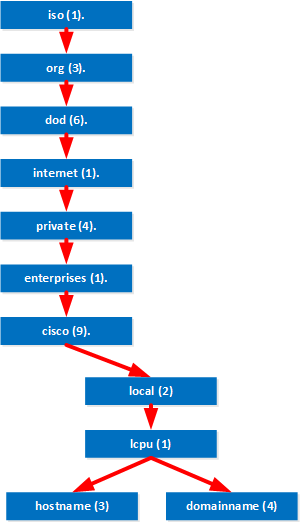 iso (1).
org (3).
dod (6).
internet (1).
private (4).
enterprises (1).
cisco (9).
local (2)
lcpu (1)
hostname (3)
domainname (4)